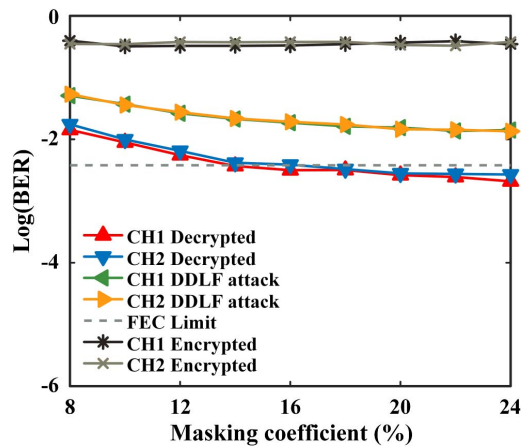 0
-2
-4
-6
Log(BER)
CH1 Decrypted
CH2 Decrypted
CH1 DDLF attack
CH2 DDLF attack
FEC Limit
CH1 Encrypted
CH2 Encrypted
8 12 16 20 24
Masking coefficient (%)